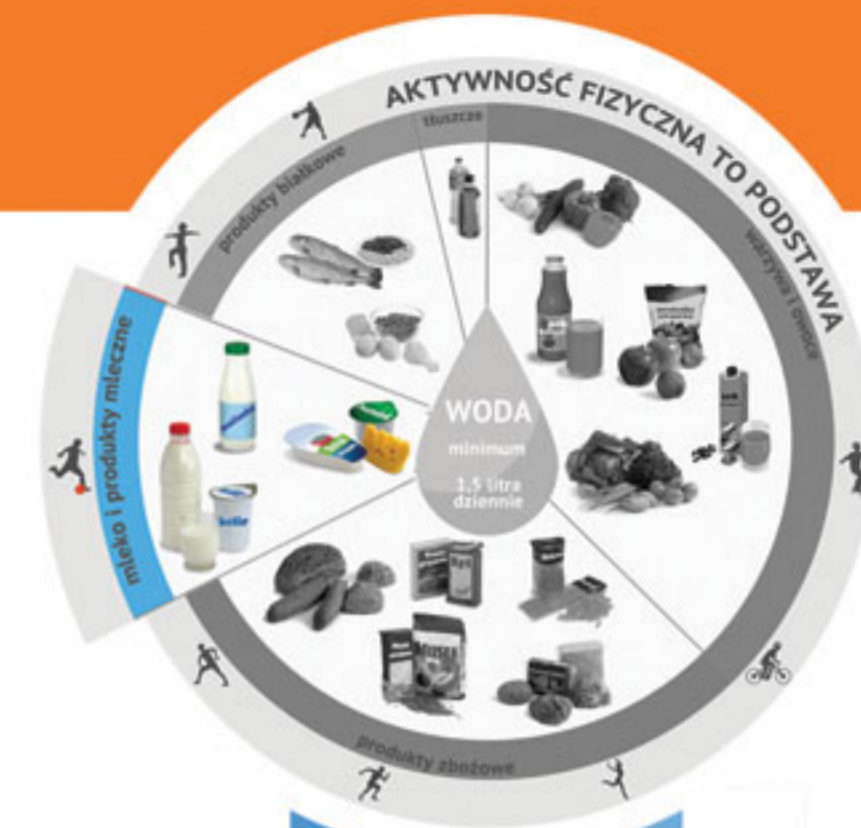 AKTYWNOŚĆ FIZYCZNA TO PODSTAWA
tłuszcze
produkty białkowe
warzywa i owoce
mleko i produkty mleczne
WODA
minimum
1,5 litra
dziennie
MUSLI
produkty zbożowe